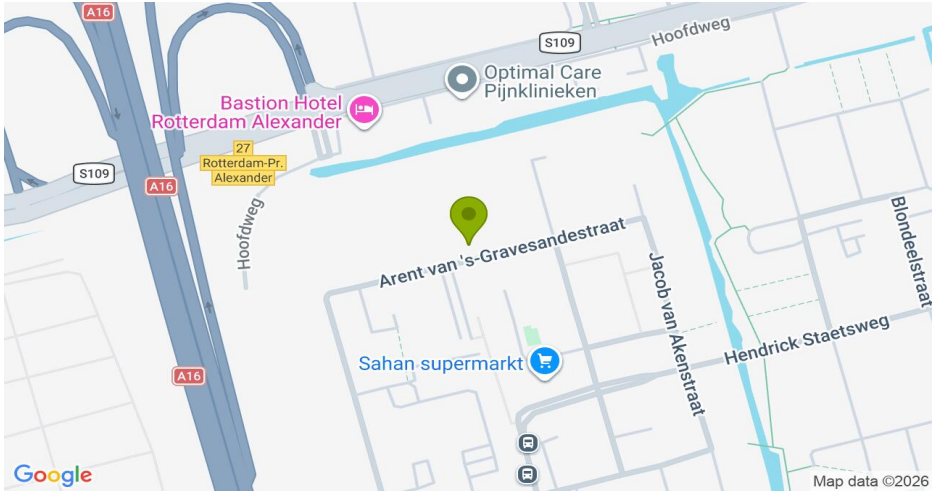 A16
S109
Hoofdweg
Optimal Care
Pijnklinieken
Bastion Hotel
Rotterdam Alexander
27
Rotterdam-Pr.
Alexander
S109
A16
Hoofdweg
Arent van 's-Gravesandestraat
Blondeelstraat
Jacob van Akenstraat
Hendrick Staetsweg
Sahan supermarkt
A16
Google
Map data ©2026